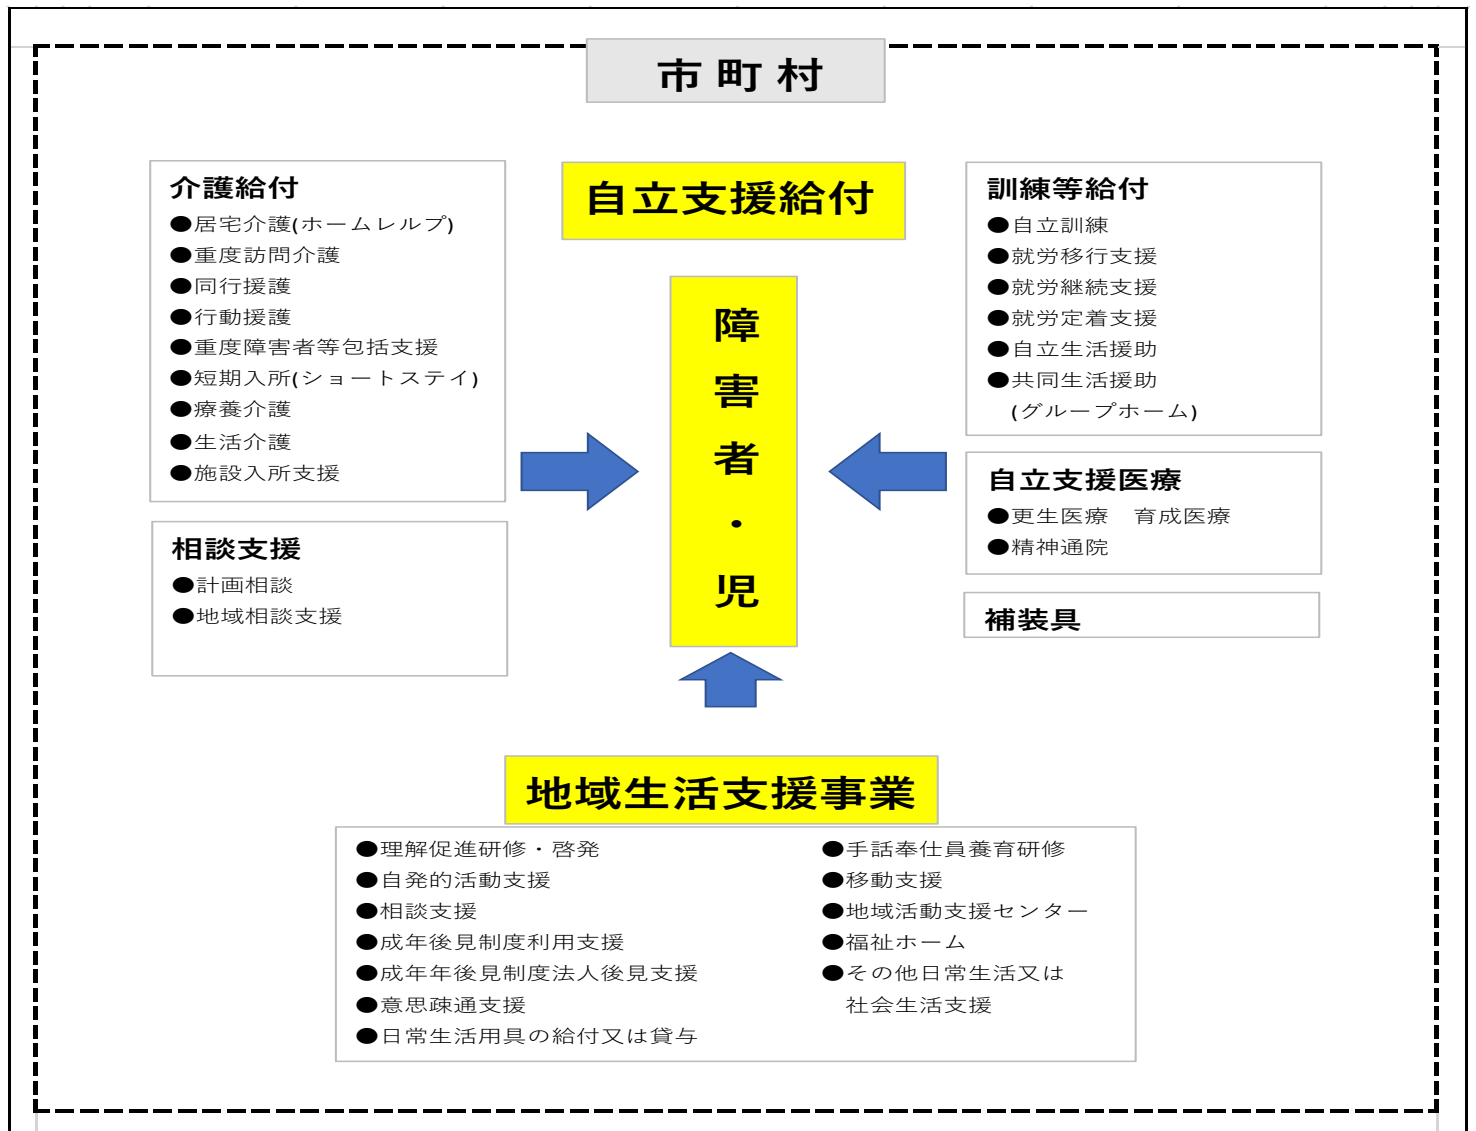 市町村
自立支援給付
介護給付
●居宅介護(ホームレルプ)
●重度訪問介護
●同行援護
●行動援護
●重度障害者等包括支援
●短期入所(ショートステイ)
●療養介護
●生活介護
●施設入所支援
相談支援
●計画相談
●地域相談支援
障害者・児
訓練等給付
●自立訓練
●就労移行支援
●就労継続支援
●就労定着支援
●自立生活援助
●共同生活援助
(グループホーム)
自立支援医療
●更生医療　育成医療
●精神通院
補装具
地域生活支援事業
●理解促進研修・啓発
●自発的活動支援
●相談支援
●成年後見制度利用支援
●成年年後見制度法人後見支援
●意思疎通支援
●日常生活用具の給付又は貸与
●手話奉仕員養育研修
●移動支援
●地域活動支援センター
●福祉ホーム
●その他日常生活又は
社会生活支援